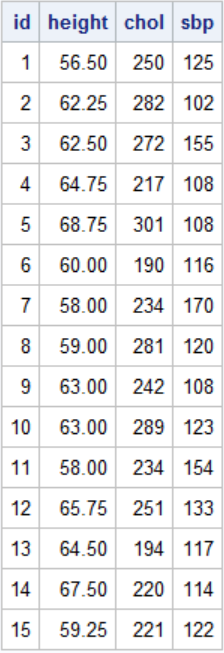 id height chol sbp
1 56.50 250 125
2 62.25 282 102
3 62.50 272 155
4 64.75 217 108
5 68.75 301 108
6 60.00 190 116
7 58.00 234 170
8 59.00 281 120
9 63.00 242 108
10 63.00 289 123
11 58.00 234 154
12 65.75 251 133
13 64.50 194 117
14 67.50 220 114
15 59.25 221 122